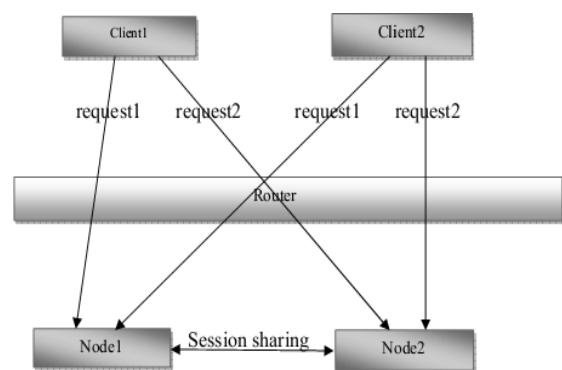 Client1
Client2
request1
request2
request1
request2
Router
Session sharing
Node1
Node2